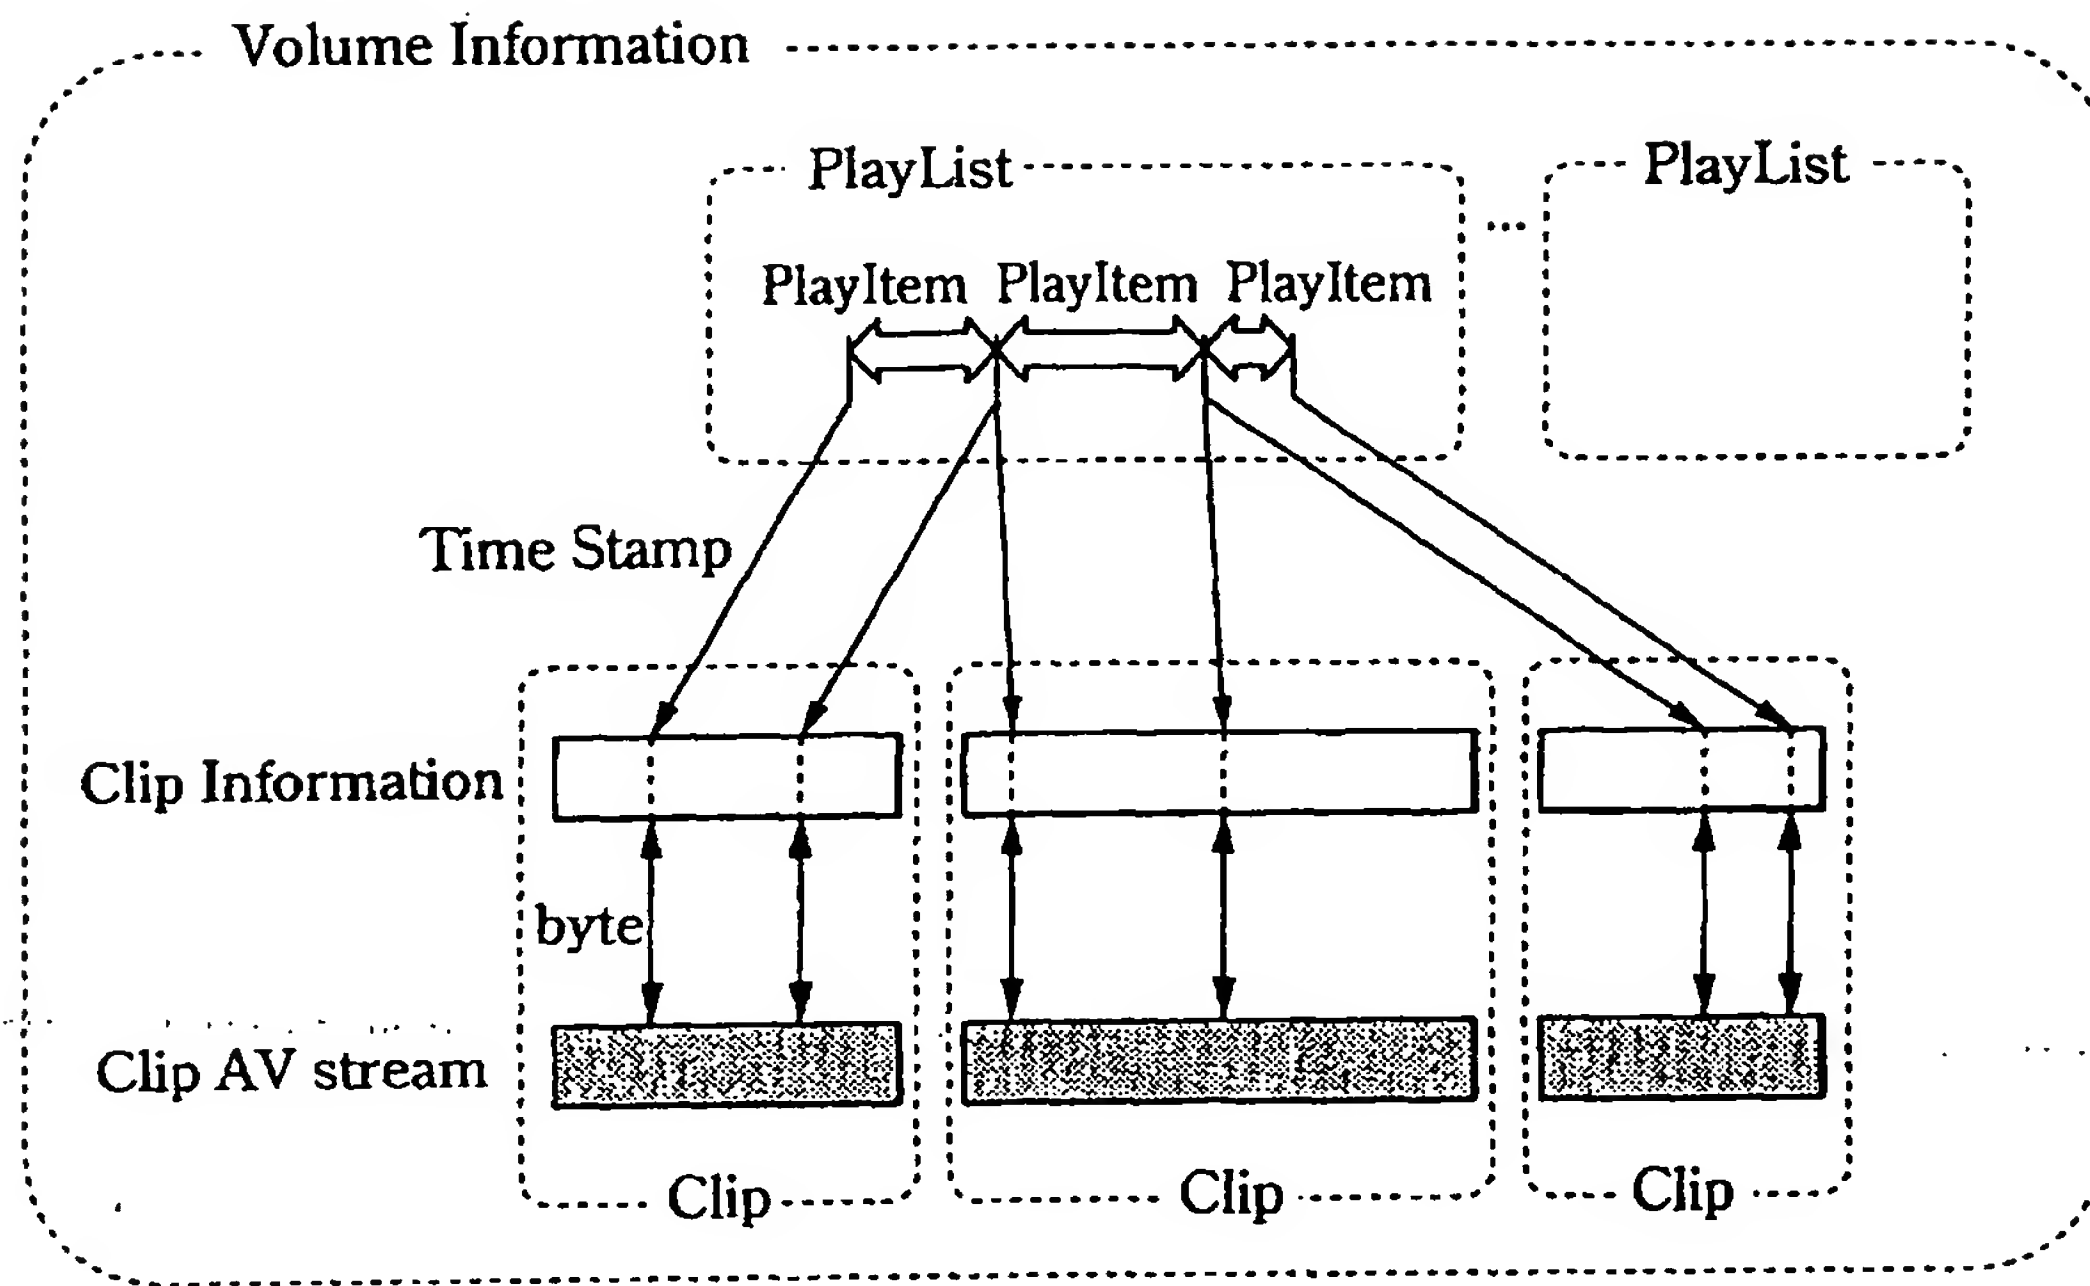 Volume Information
PlayList
PlayList
...
PlayItem PlayItem PlayItem
Time Stamp
Clip Information
byte
Clip AV stream
Clip
Clip
Clip